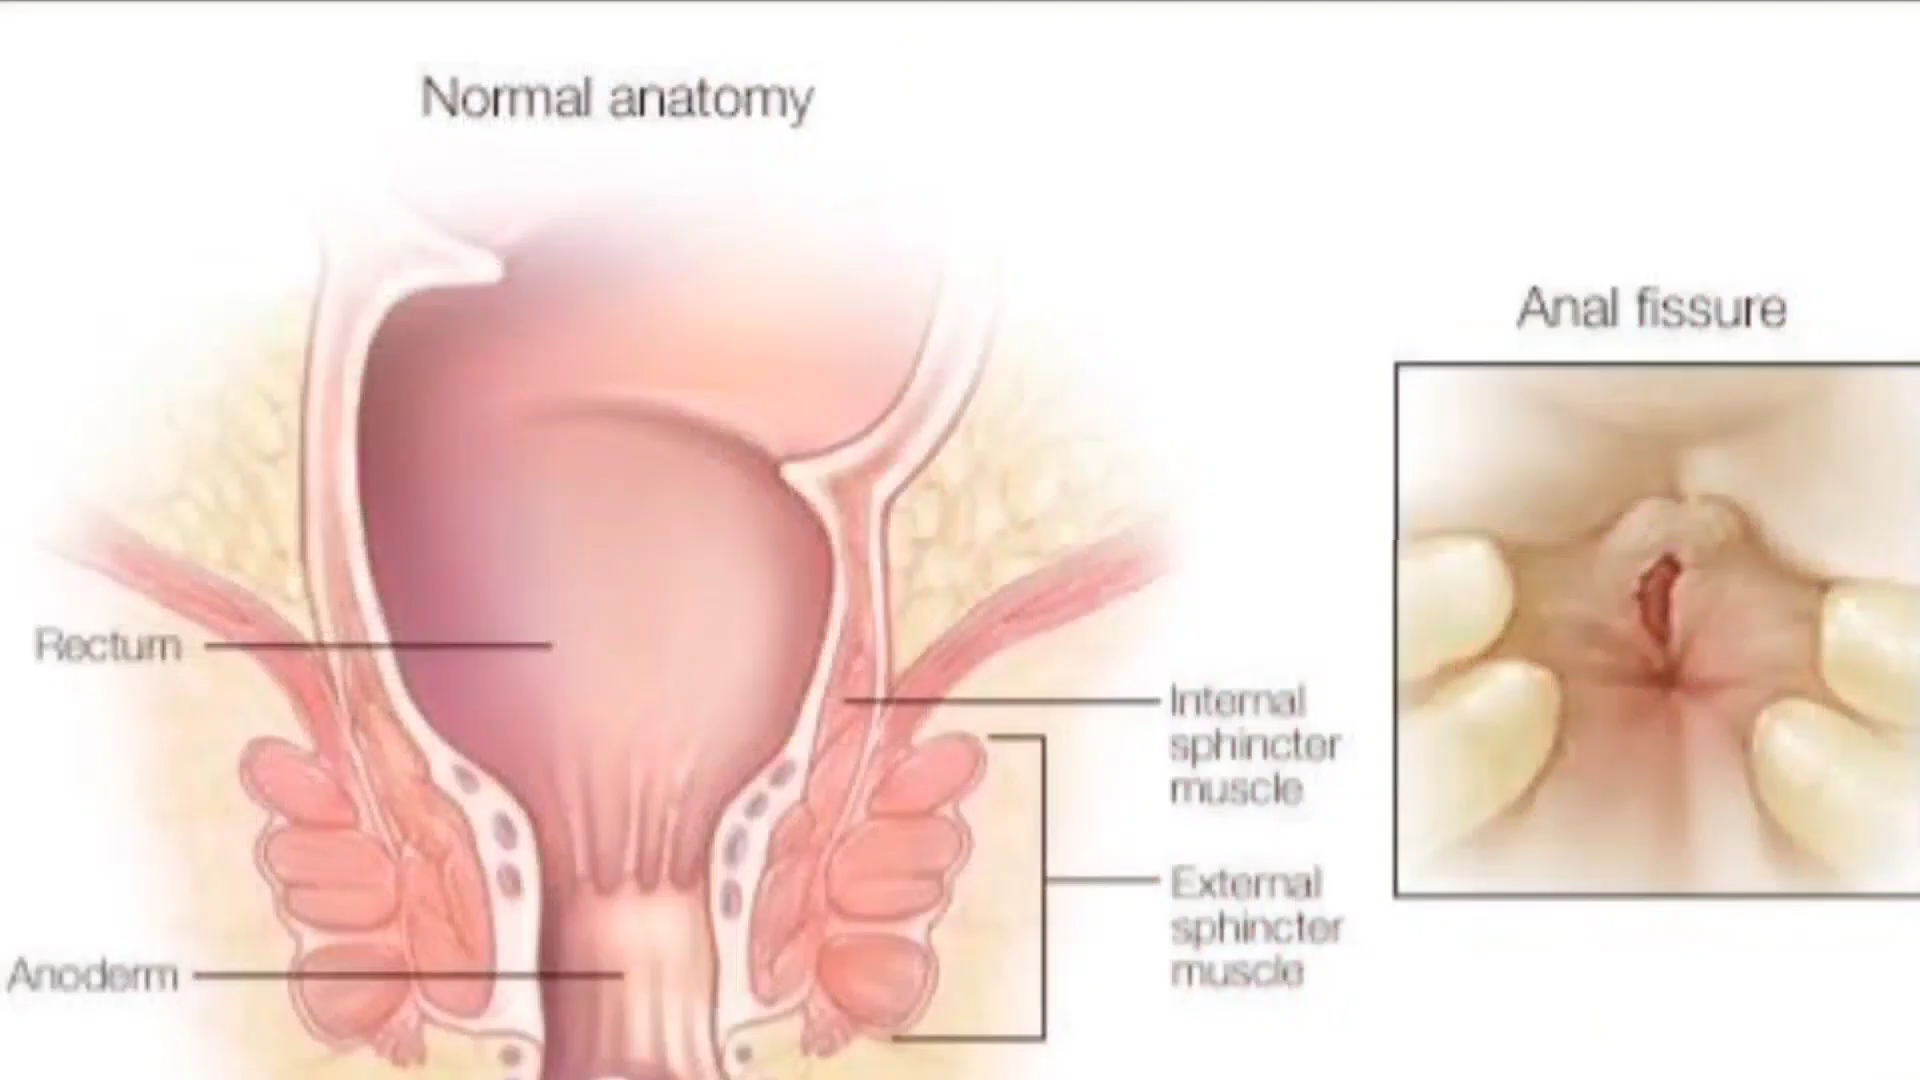 Normal anatomy
Anal fissure
Rectum
Internal
sphincter
muscle
External
sphincter
muscle
Anoderm